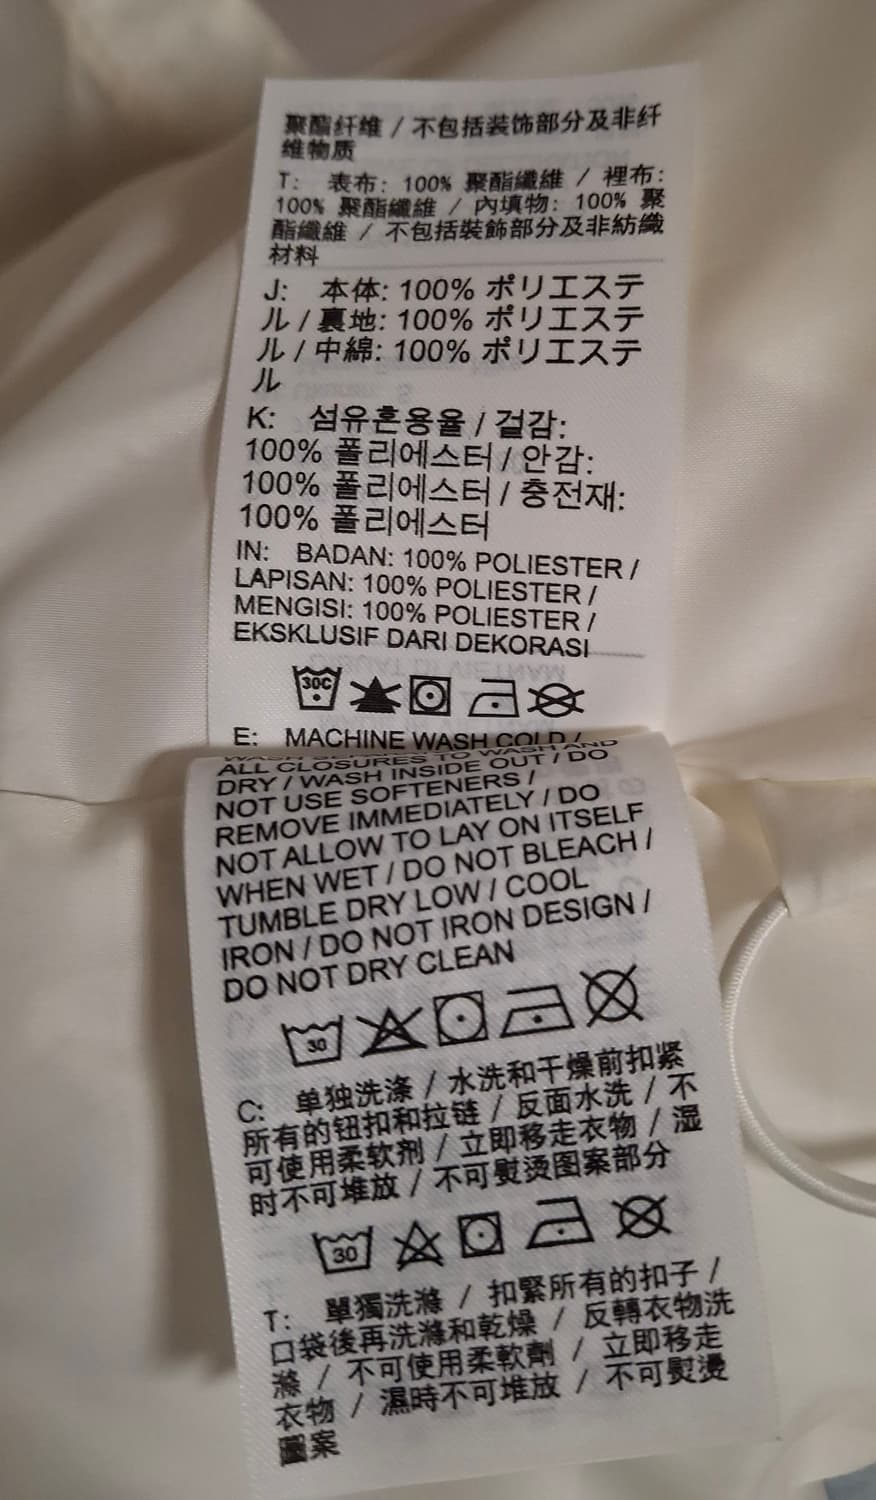 聚酯纤维 / 不包括装饰部分及非纤
维物质
T: 表布: 100% 聚酯纖維 / 裡布:
100% 聚酯纖維 / 內填物: 100% 聚
酯纖維 / 不包括裝飾部分及非紡織
材料
J: 本体: 100% ポリエステ
ル / 裏地: 100% ポリエステ
ル / 中綿: 100% ポリエステ
ル
K: 섬유혼용율 / 겉감:
100% 폴리에스터 / 안감:
100% 폴리에스터 / 충전재:
100% 폴리에스터
IN: BADAN: 100% POLIESTER /
LAPISAN: 100% POLIESTER /
MENGISI: 100% POLIESTER /
EKSKLUSIF DARI DEKORASI
30C
E: MACHINE WASH COLD /
ALL CLOSURES TO WASH AND
DRY / WASH INSIDE OUT / DO
NOT USE SOFTENERS /
REMOVE IMMEDIATELY / DO
NOT ALLOW TO LAY ON ITSELF
WHEN WET / DO NOT BLEACH /
TUMBLE DRY LOW / COOL
IRON / DO NOT IRON DESIGN /
DO NOT DRY CLEAN
30
C: 单独洗涤 / 水洗和干燥前扣紧
所有的钮扣和拉链 / 反面水洗 / 不
可使用柔软剂 / 立即移走衣物 / 湿
时不可堆放 / 不可熨烫图案部分
30
T: 單獨洗滌 / 扣緊所有的扣子 /
口袋後再洗滌和乾燥 / 反轉衣物洗
滌 / 不可使用柔軟劑 / 立即移走
衣物 / 濕時不可堆放 / 不可熨燙
圖案